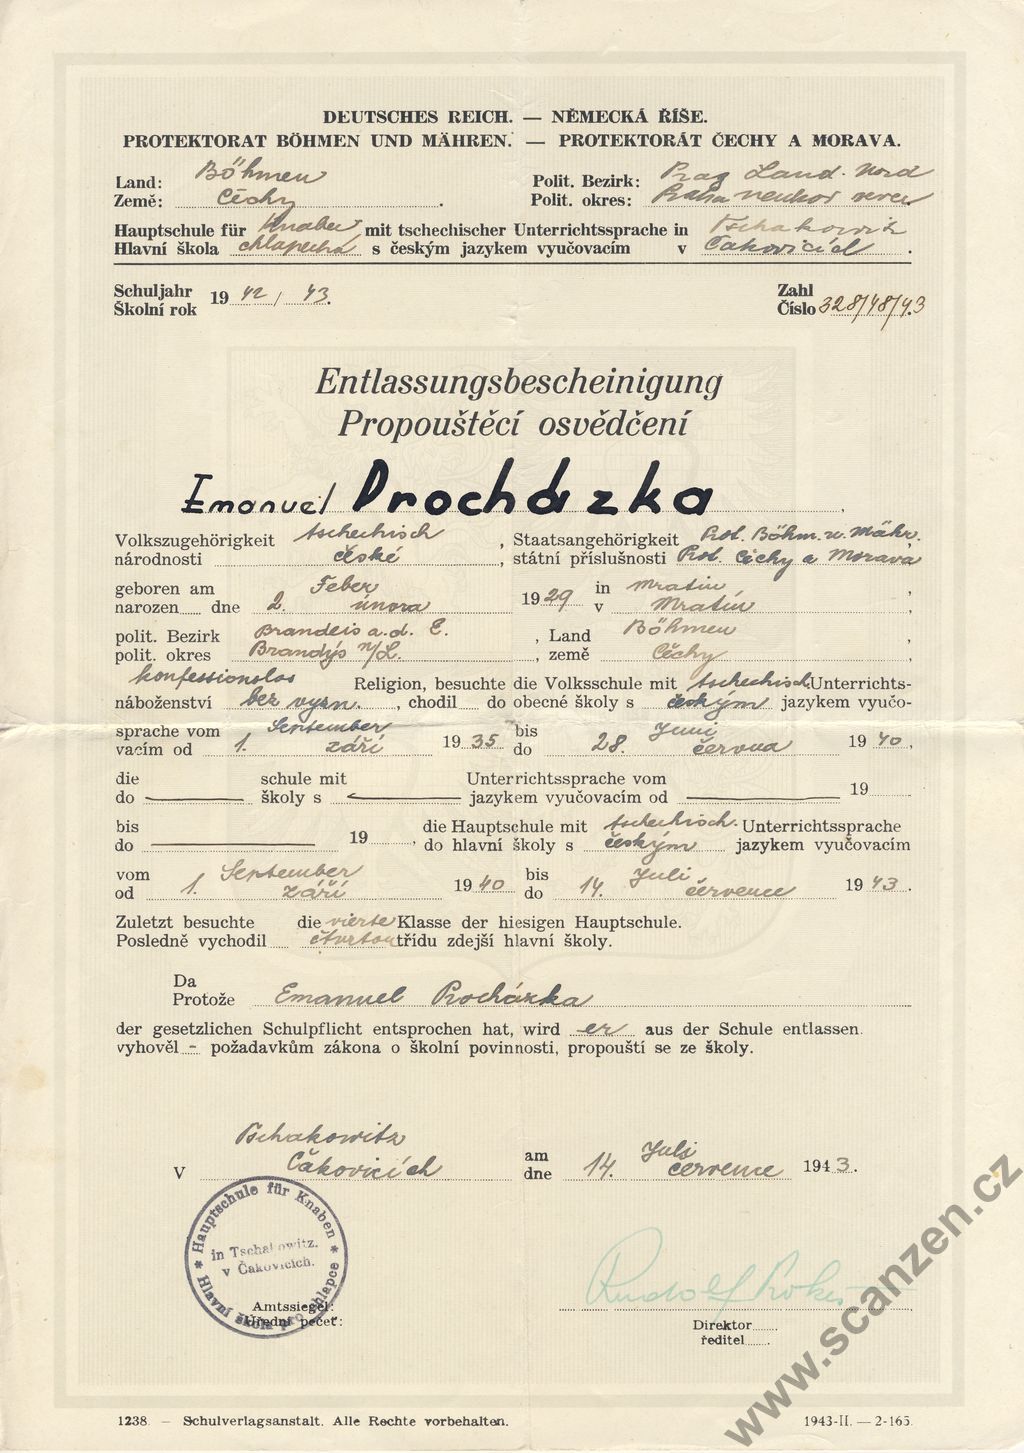 DEUTSCHES REICH. — NĚMECKÁ ŘÍŠE.
PROTEKTORAT BÖHMEN UND MÄHREN. — PROTEKTORÁT ČECHY A MORAVA.
Land: Böhmen Polit. Bezirk: Prag Land-Nord
Země: Čechy. Polit. okres: Praha venkov sever
Hauptschule für Knaben, mit tschechischer Unterrichtssprache in Tschakowitz
Hlavní škola chlapecká s českým jazykem vyučovacím v Čakovicích.
Schuljahr 1942/43. Zahl
Školní rok Číslo 328/48/43
Entlassungsbescheinigung
Propouštěcí osvědčení
Emanuel Procházka,
Volkszugehörigkeit tschechisch, Staatsangehörigkeit Prot. Böhm. u. Mähr.
národnosti české, státní příslušnosti Prot. Čechy a Morava
geboren am Feber 1929 in Mratin,
narozen dne 2. února v Mratín,
polit. Bezirk Brandeis a. d. E., Land Böhmen,
polit. okres Brandýs n/L., země Čechy,
konfessionslos Religion, besuchte die Volksschule mit tschechisch. Unterrichts-
náboženství bez vyzn., chodil do obecné školy s českým jazykem vyučo-
sprache vom September 1935 bis Juni 1940,
vacím od 1. září do 28. června
die schule mit Unterrichtssprache vom 19
do školy s jazykem vyučovacím od
bis 19, die Hauptschule mit tschechisch. Unterrichtssprache
do do hlavní školy s českým jazykem vyučovacím
vom 1. September 1940 bis Juli 1943.
od září do 14. července
Zuletzt besuchte die vierte Klasse der hiesigen Hauptschule.
Posledně vychodil čtvrtou třídu zdejší hlavní školy.
Da
Protože Emanuel Procházka
der gesetzlichen Schulpflicht entsprochen hat, wird er aus der Schule entlassen.
vyhověl - požadavkům zákona o školní povinnosti, propouští se ze školy.
Tschakowitz am Juli
V Čakovicích dne 14. července 1943.
* Hauptschule für Knaben *
in Tschakowitz.
v Čakovicích.
Hlavní škola pro chlapce
Amtssiegel:
Úřední pečeť:
Rudolf
Direktor
ředitel
1238. — Schulverlagsanstalt. Alle Rechte vorbehalten. 1943-II. — 2-165.
www.scanzen.cz